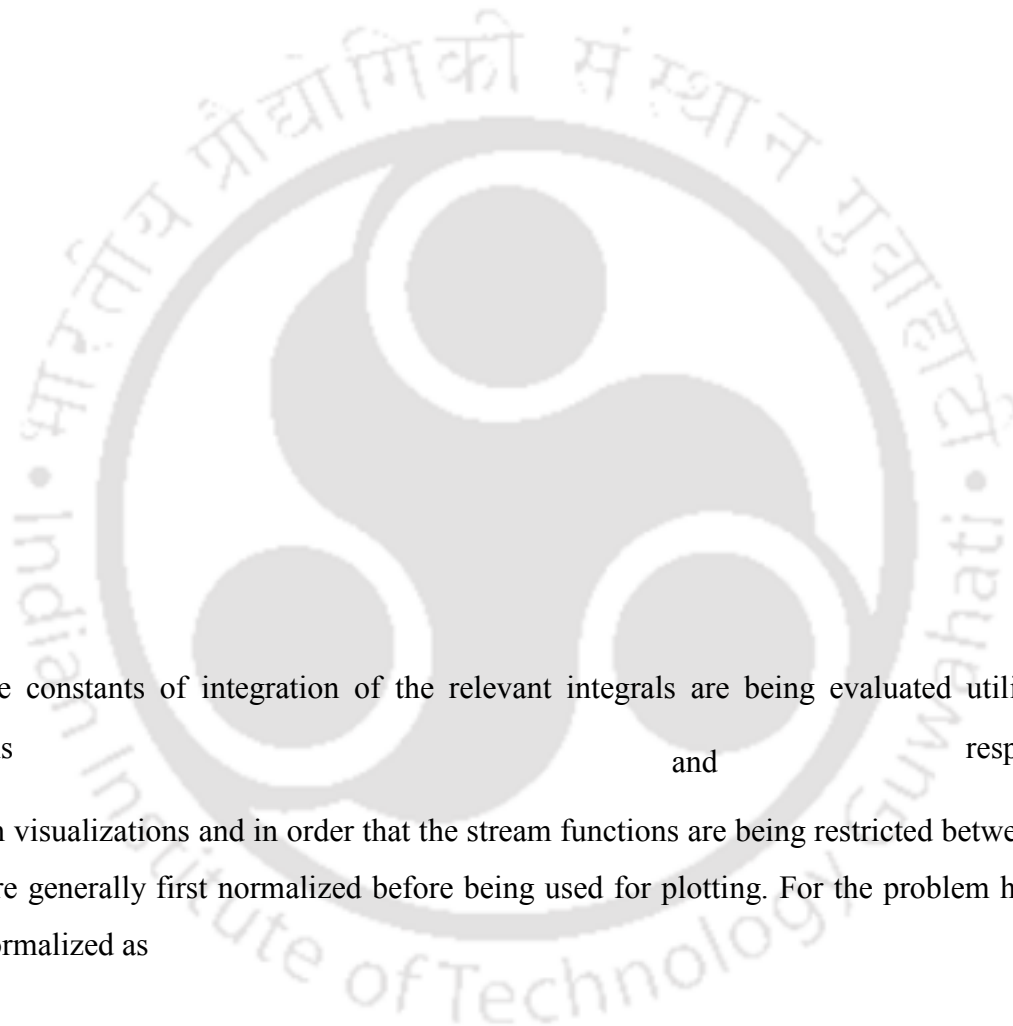 भारतीय प्रौद्योगिकी संस्थान गुवाहाटी
• Indian Institute of Technology Guwahati •
e constants of integration of the relevant integrals are being evaluated utili
is and resp
n visualizations and in order that the stream functions are being restricted betwe
re generally first normalized before being used for plotting. For the problem h
ormalized as